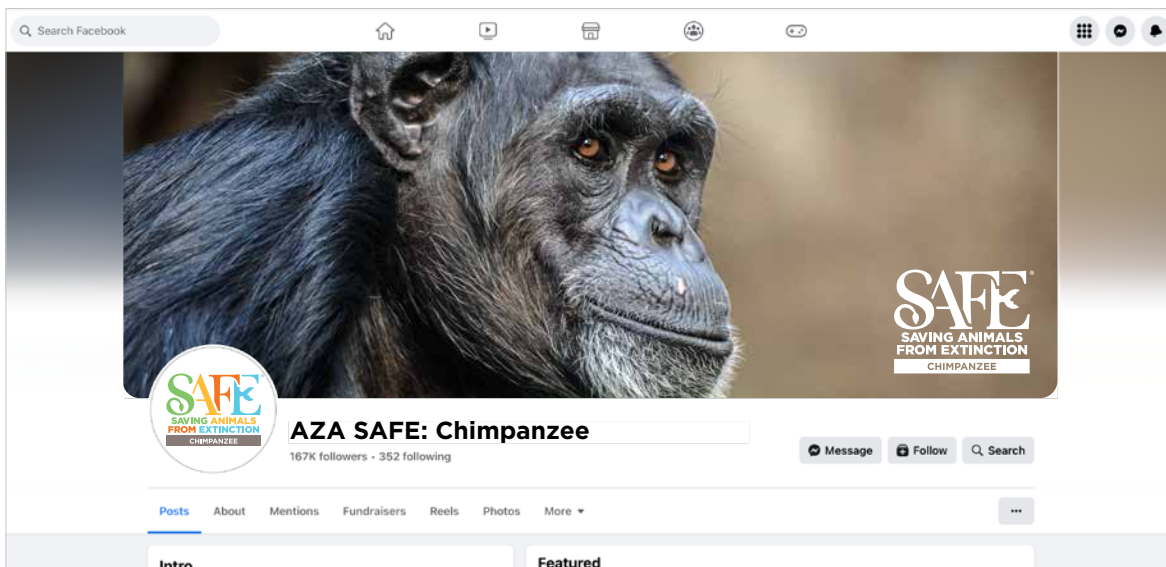 Search Facebook
SAFE®
SAVING ANIMALS
FROM EXTINCTION
CHIMPANZEE
SAFE
SAVING ANIMALS
FROM EXTINCTION
CHIMPANZEE
AZA SAFE: Chimpanzee
167K followers • 352 following
Message Follow Search
Posts About Mentions Fundraisers Reels Photos More
Intro Featured